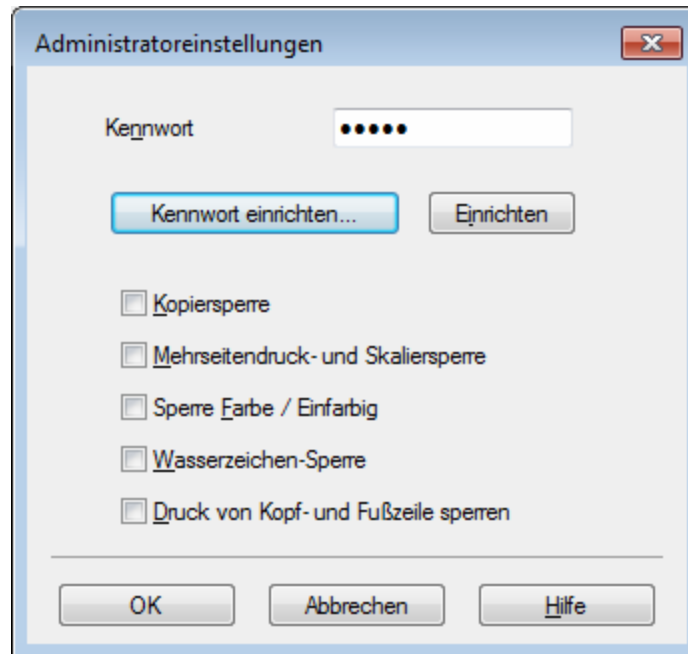 Administratoreinstellungen
Kennwort •••••
Kennwort einrichten... Einrichten
Kopiersperre
Mehrseitendruck- und Skaliersperre
Sperre Farbe / Einfarbig
Wasserzeichen-Sperre
Druck von Kopf- und Fußzeile sperren
OK Abbrechen Hilfe